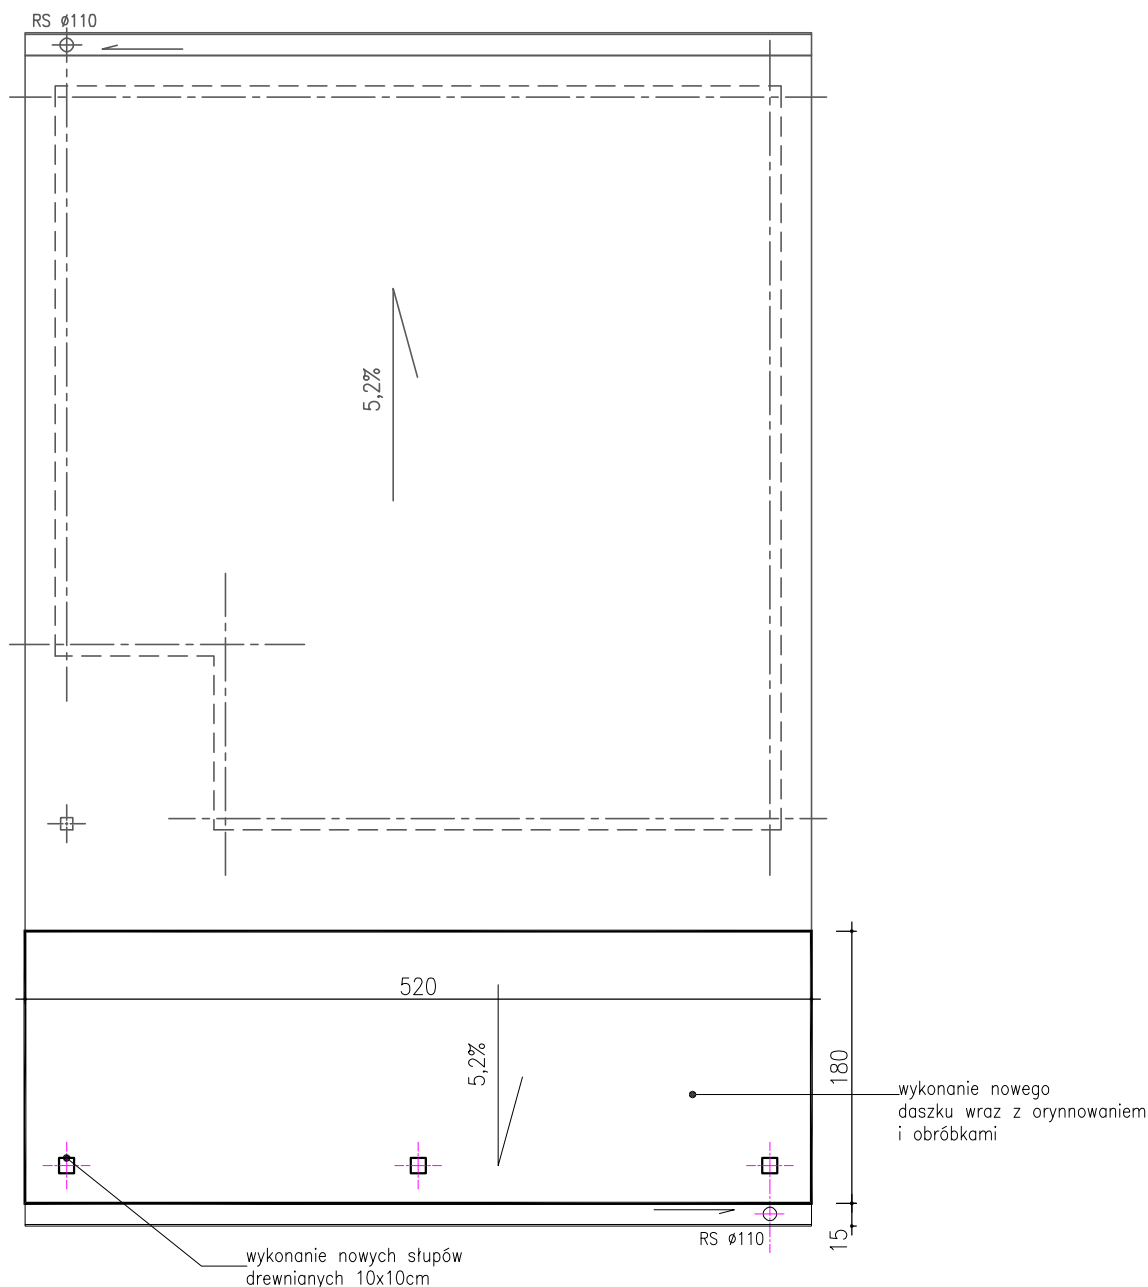 RS ø110
5,2%
520
5,2%
180
wykonanie nowego
daszku wraz z orynnowaniem
i obróbkami
RS ø110
15
wykonanie nowych słupów
drewnianych 10x10cm